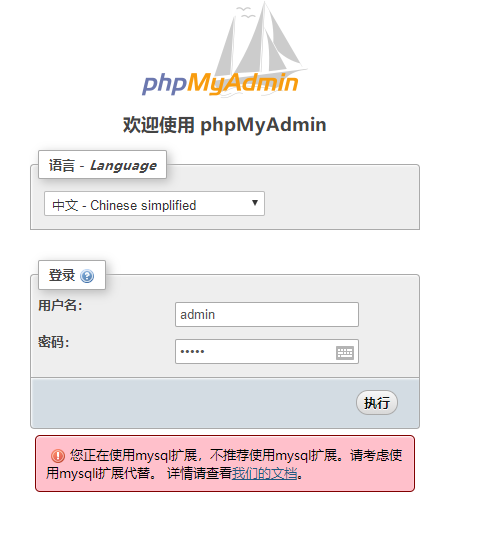 phpMyAdmin
欢迎使用 phpMyAdmin
语言 - Language
中文 - Chinese simplified
登录
用户名：
admin
密码：
•••••
执行
您正在使用mysql扩展，不推荐使用mysql扩展。请考虑使
用mysqli扩展代替。 详情请查看我们的文档。